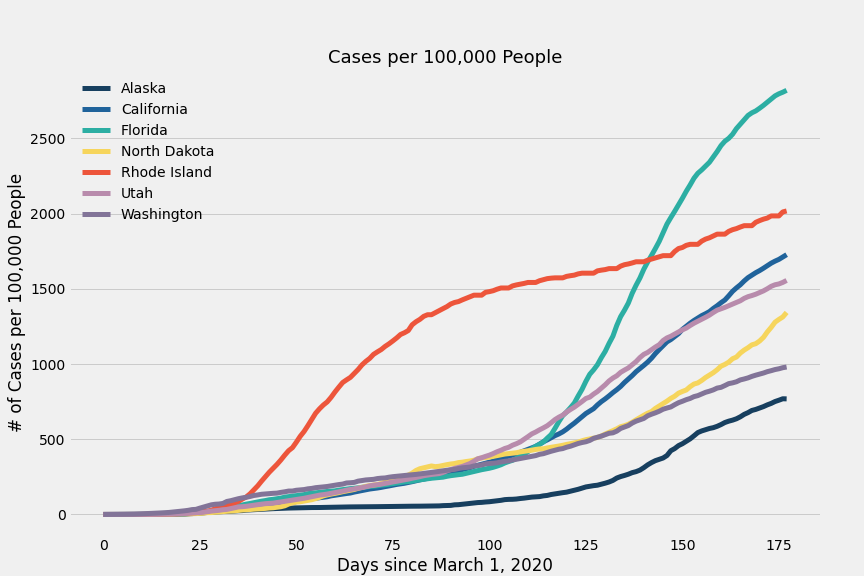 Cases per 100,000 People
Alaska
California
Florida
North Dakota
Rhode Island
Utah
Washington
# of Cases per 100,000 People
2500
2000
1500
1000
500
0
0 25 50 75 100 125 150 175
Days since March 1, 2020